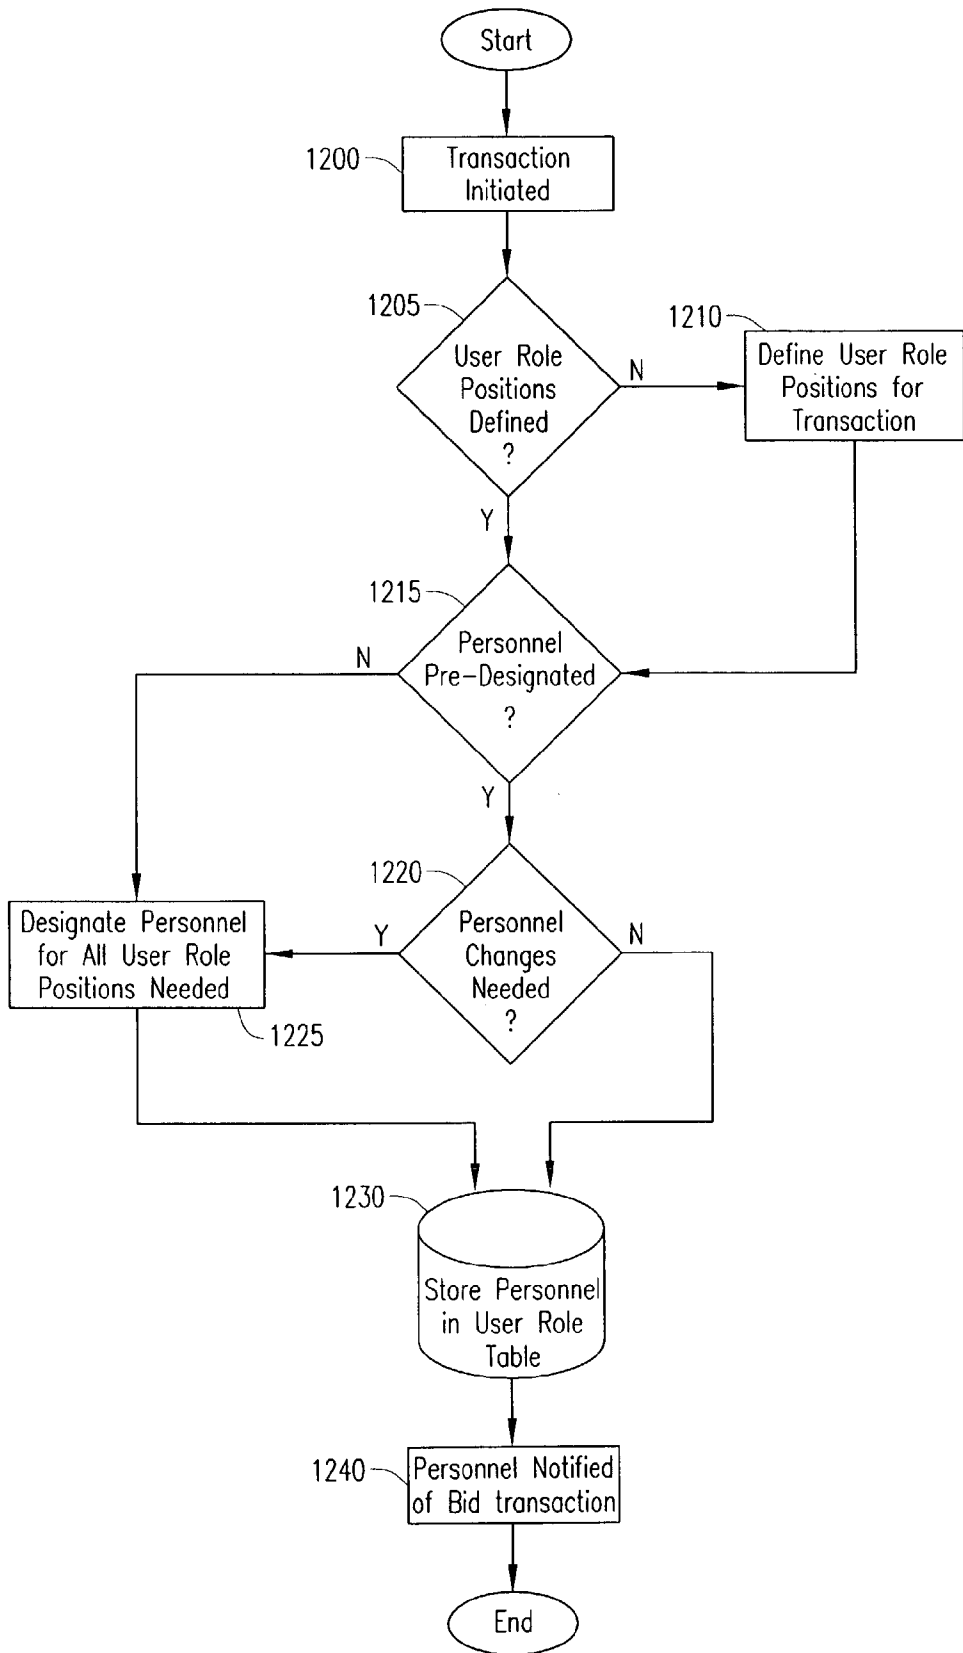 Start
1200
Transaction
Initiated
1205
User Role
Positions
Defined
?
N
1210
Define User Role
Positions for
Transaction
Y
1215
Personnel
Pre-Designated
?
N
Y
1220
Personnel
Changes
Needed
?
Y
N
Designate Personnel
for All User Role
Positions Needed
1225
1230
Store Personnel
in User Role
Table
1240
Personnel Notified
of Bid transaction
End